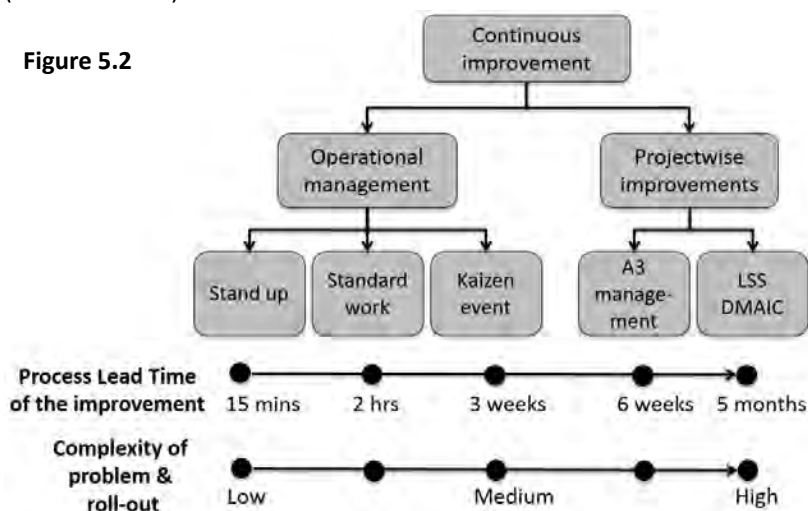 Figure 5.2
Continuous
improvement
Operational
management
Projectwise
improvements
Stand up
Standard
work
Kaizen
event
A3
manage-
ment
LSS
DMAIC
Process Lead Time
of the improvement
15 mins
2 hrs
3 weeks
6 weeks
5 months
Complexity of
problem &
roll-out
Low
Medium
High